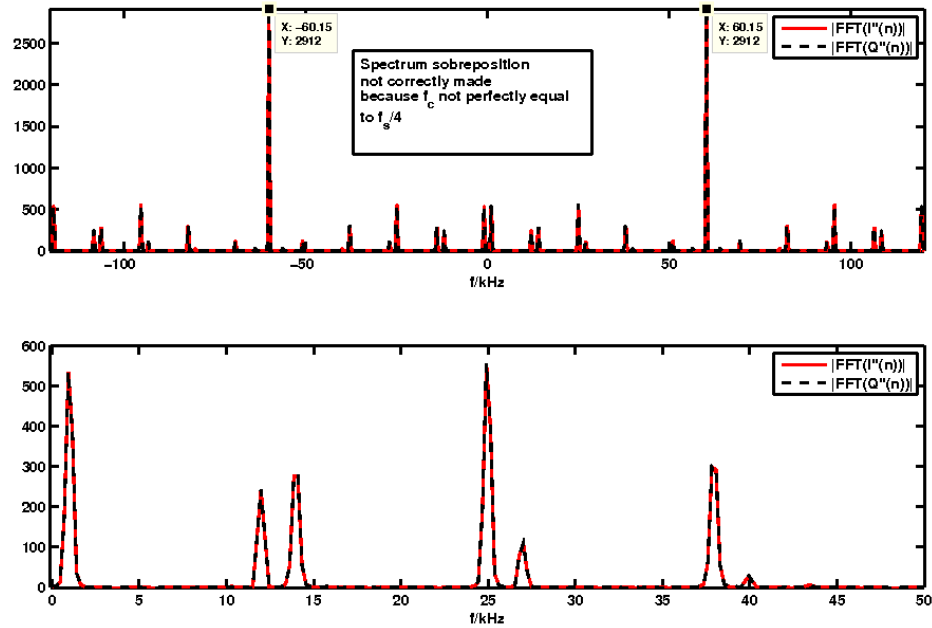 2500
2000
1500
1000
500
0
X: −60.15
Y: 2912
X: 60.15
Y: 2912
|FFT(I''(n))|
|FFT(Q''(n))|
Spectrum sobreposition
not correctly made
because f_c not perfectly equal
to f_s/4
−100
−50
0
50
100
f/kHz
600
500
400
300
200
100
0
|FFT(I''(n))|
|FFT(Q''(n))|
0
5
10
15
20
25
30
35
40
45
50
f/kHz